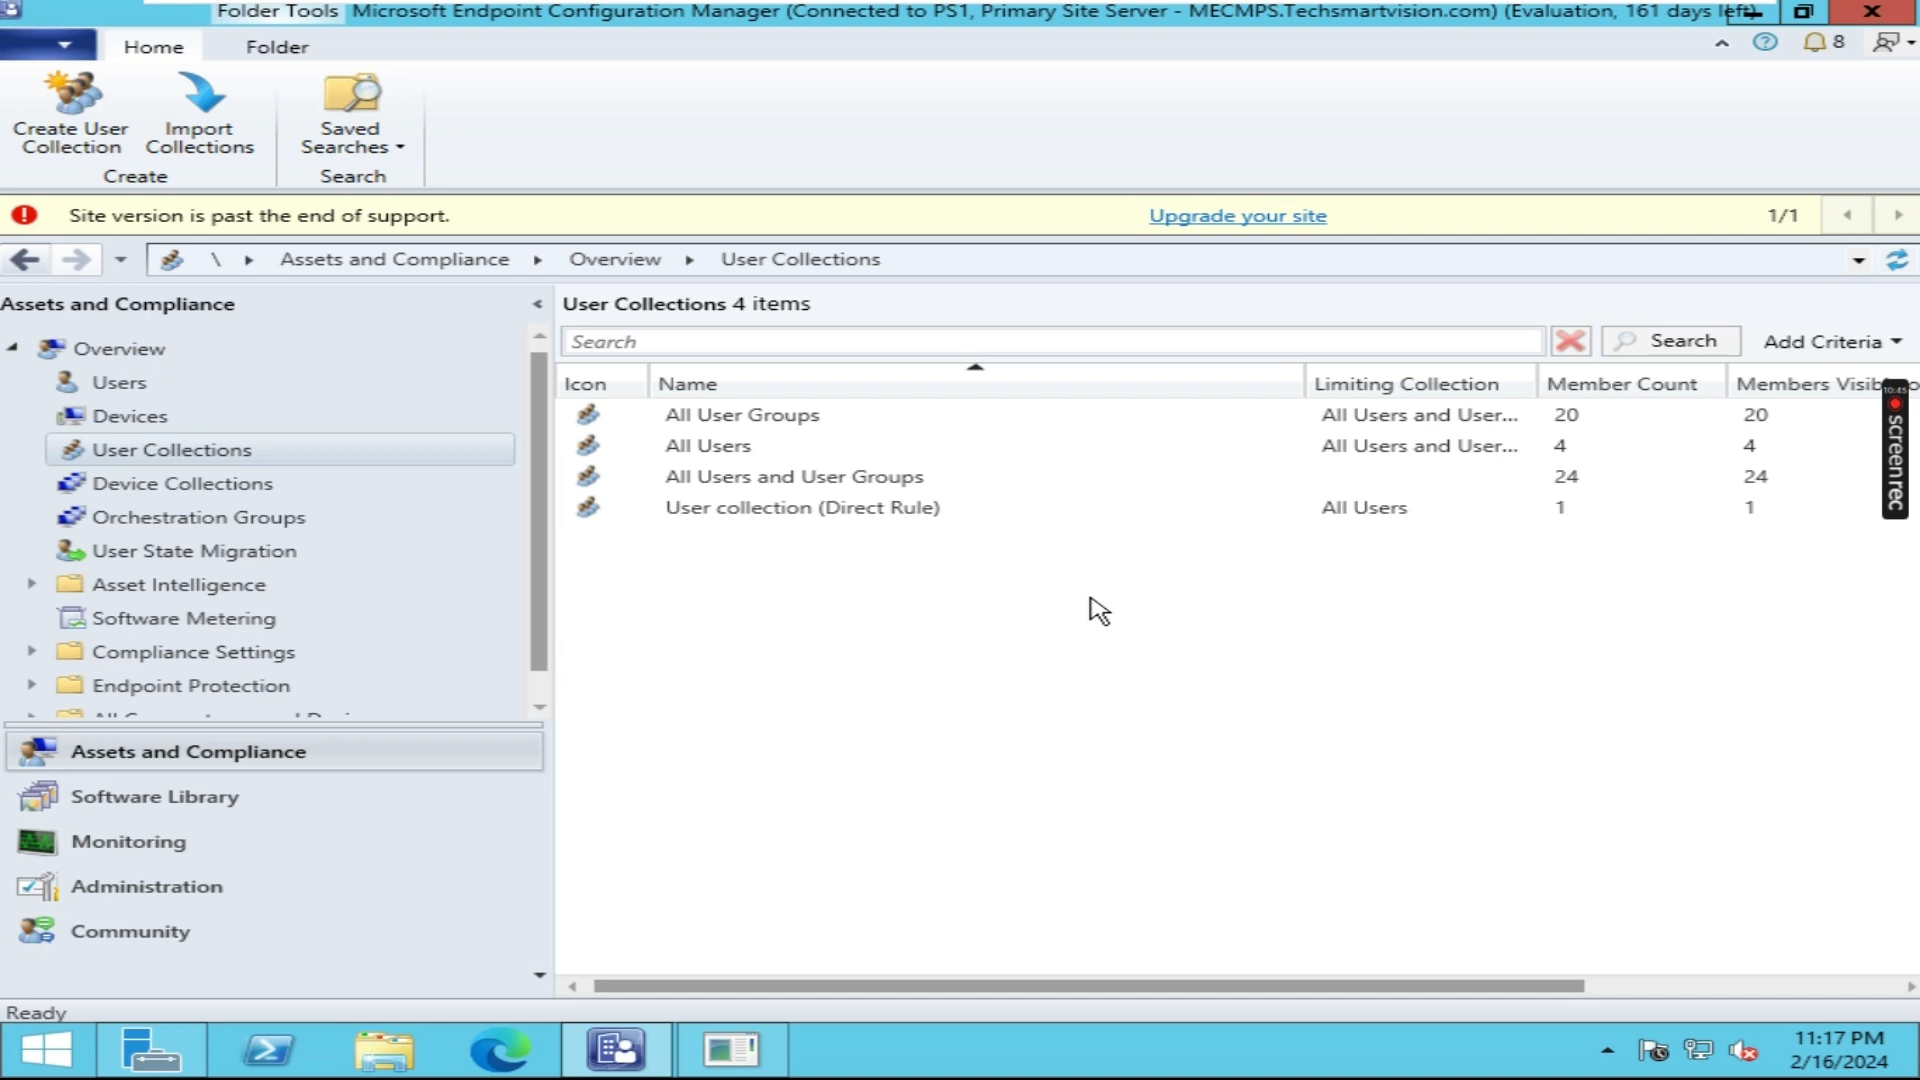 Folder Tools Microsoft Endpoint Configuration Manager (Connected to PS1, Primary Site Server - MECMPS.Techsmartvision.com) (Evaluation, 161 days left)
Home Folder
8
Create User Collection
Import Collections
Saved Searches
Create
Search
Site version is past the end of support. Upgrade your site 1/1
\ Assets and Compliance Overview User Collections
Assets and Compliance
Overview
Users
Devices
User Collections
Device Collections
Orchestration Groups
User State Migration
Asset Intelligence
Software Metering
Compliance Settings
Endpoint Protection
Assets and Compliance
Software Library
Monitoring
Administration
Community
User Collections 4 items
Search Search Add Criteria
Icon Name Limiting Collection Member Count Members
All User Groups All Users and User... 20 20
All Users All Users and User... 4 4
All Users and User Groups 24 24
User collection (Direct Rule) All Users 1 1
10:45
screenrec
Ready
11:17 PM
2/16/2024